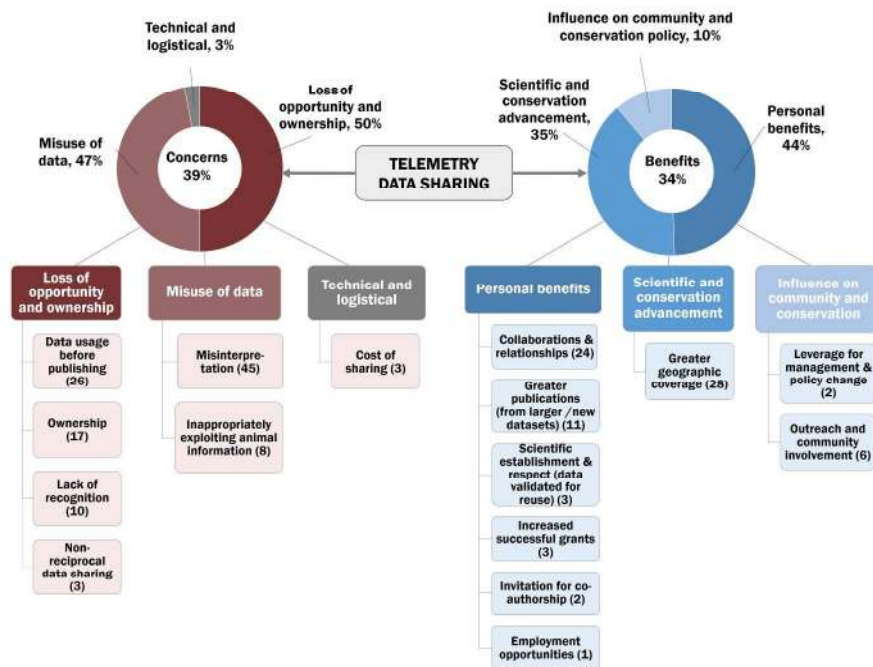 Technical and
logistical, 3%
Loss of
opportunity and
ownership, 50%
Misuse of
data, 47%
Concerns
39%
TELEMETRY
DATA SHARING
Influence on community and
conservation policy, 10%
Scientific and
conservation
advancement,
35%
Personal
benefits,
44%
Benefits
34%
Loss of
opportunity
and ownership
Data usage
before
publishing
(26)
Ownership
(17)
Lack of
recognition
(10)
Non-
reciprocal
data sharing
(3)
Misuse of data
Misinterpre-
tation (45)
Inappropriately
exploiting animal
information (8)
Technical and
logistical
Cost of
sharing (3)
Personal benefits
Collaborations &
relationships (24)
Greater
publications
(from larger /new
datasets) (11)
Scientific
establishment &
respect (data
validated for
reuse) (3)
Increased
successful grants
(3)
Invitation for co-
authorship (2)
Employment
opportunities (1)
Scientific and
conservation
advancement
Greater
geographic
coverage (28)
Influence on
community and
conservation
Leverage for
management &
policy change
(2)
Outreach and
community
involvement (6)